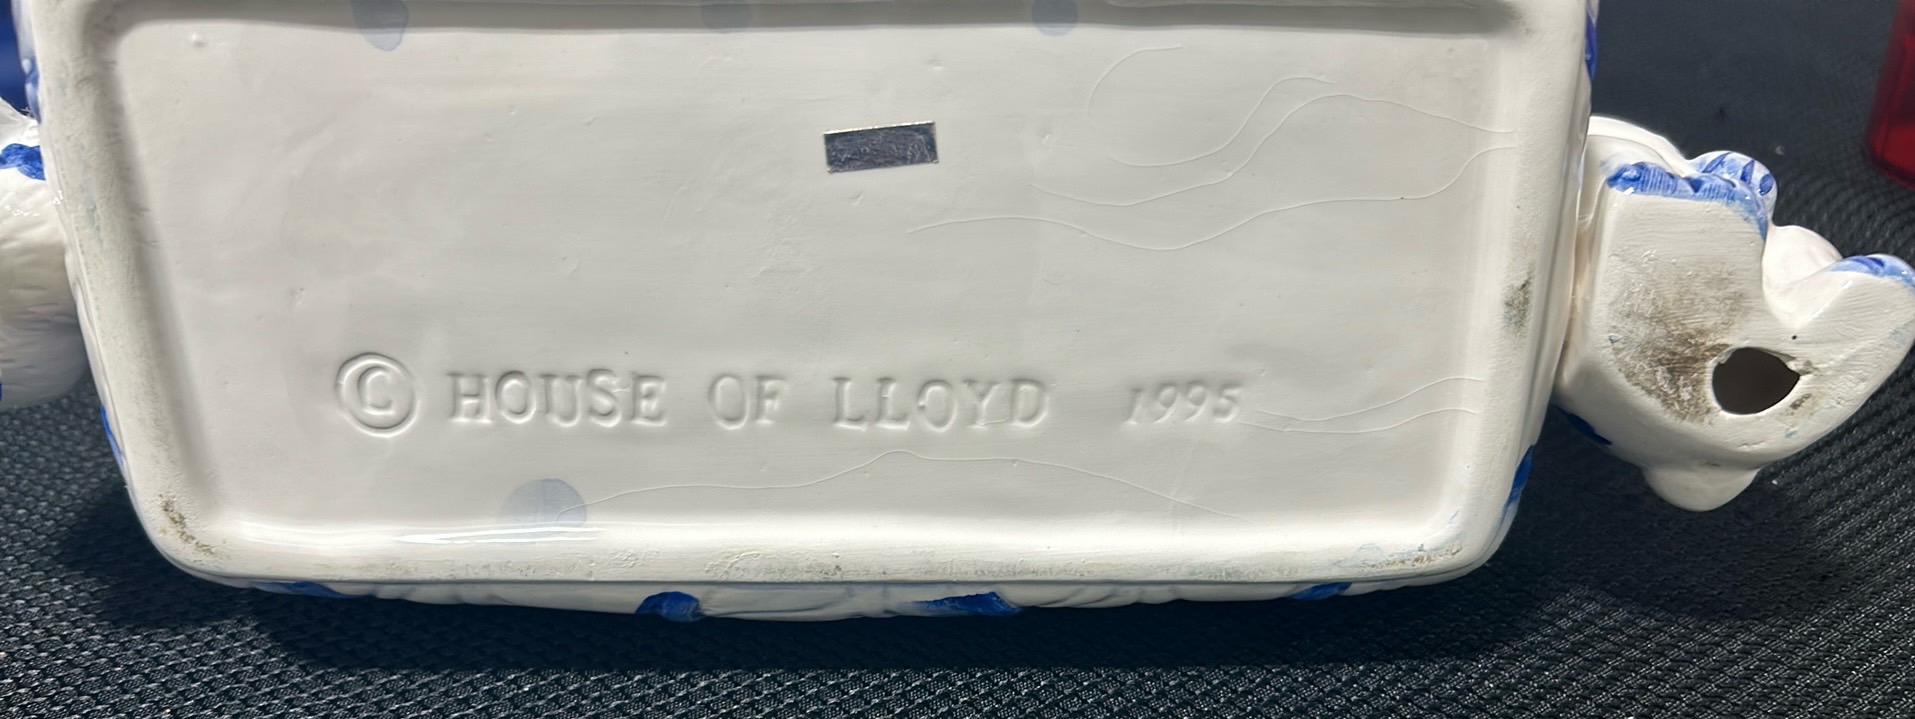 © HOUSE OF LLOYD 1995